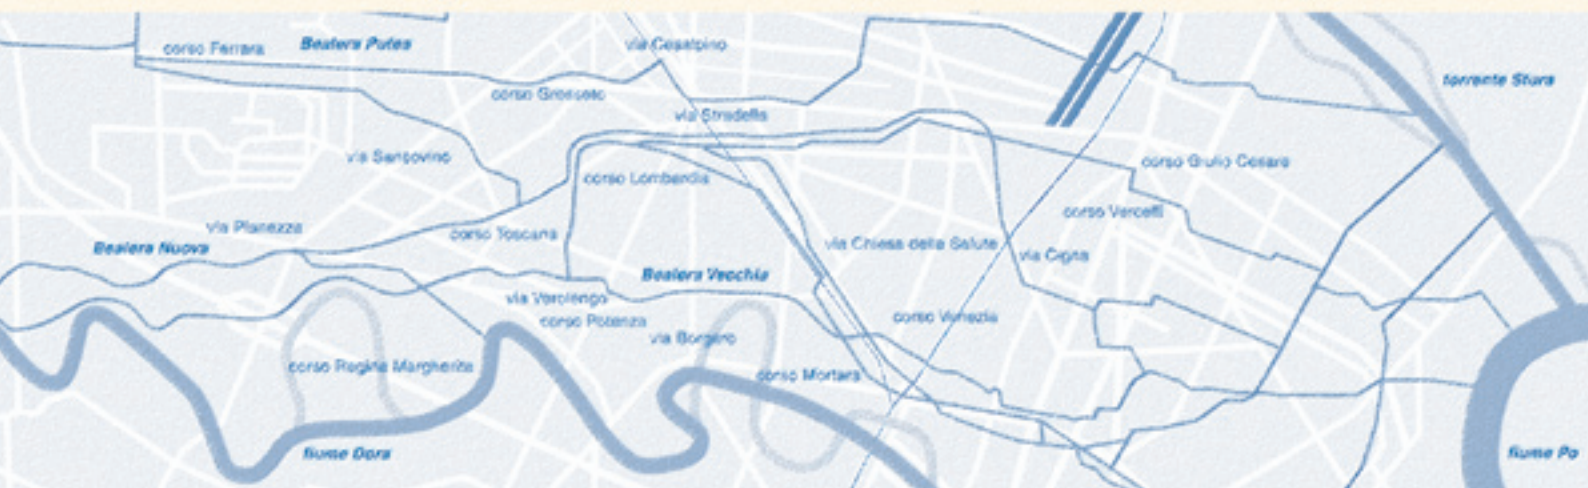 corso Ferrara
Bealera Putea
via Cesalpino
torrente Stura
corso Grosseto
via Stradella
via Sansovino
corso Giulio Cesare
corso Lombardia
corso Vercelli
via Pianezza
corso Toscana
Bealera Nuova
via Chiesa della Salute
via Cigna
Bealera Vecchia
via Verolengo
corso Potenza
corso Venezia
via Borgaro
corso Regina Margherita
corso Mortara
fiume Dora
fiume Po